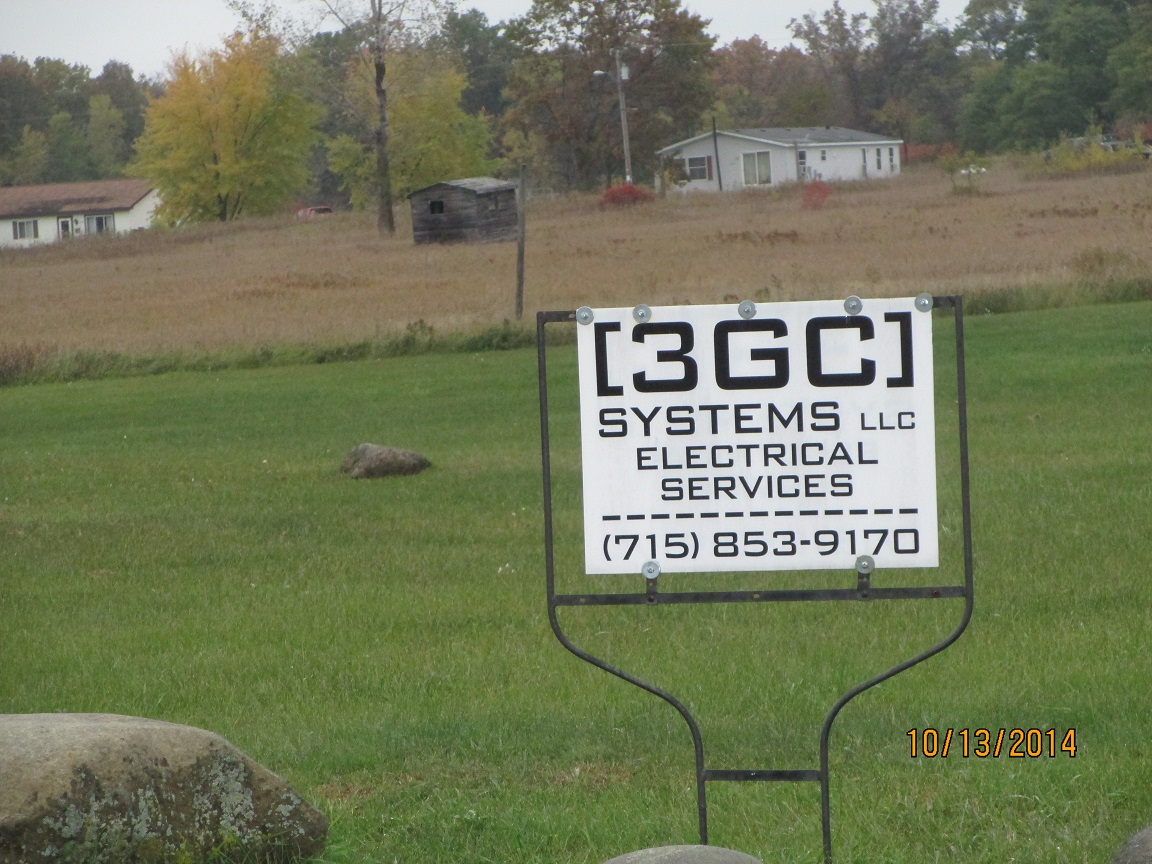 [3GC]
SYSTEMS LLC
ELECTRICAL
SERVICES
(715) 853-9170
10/13/2014